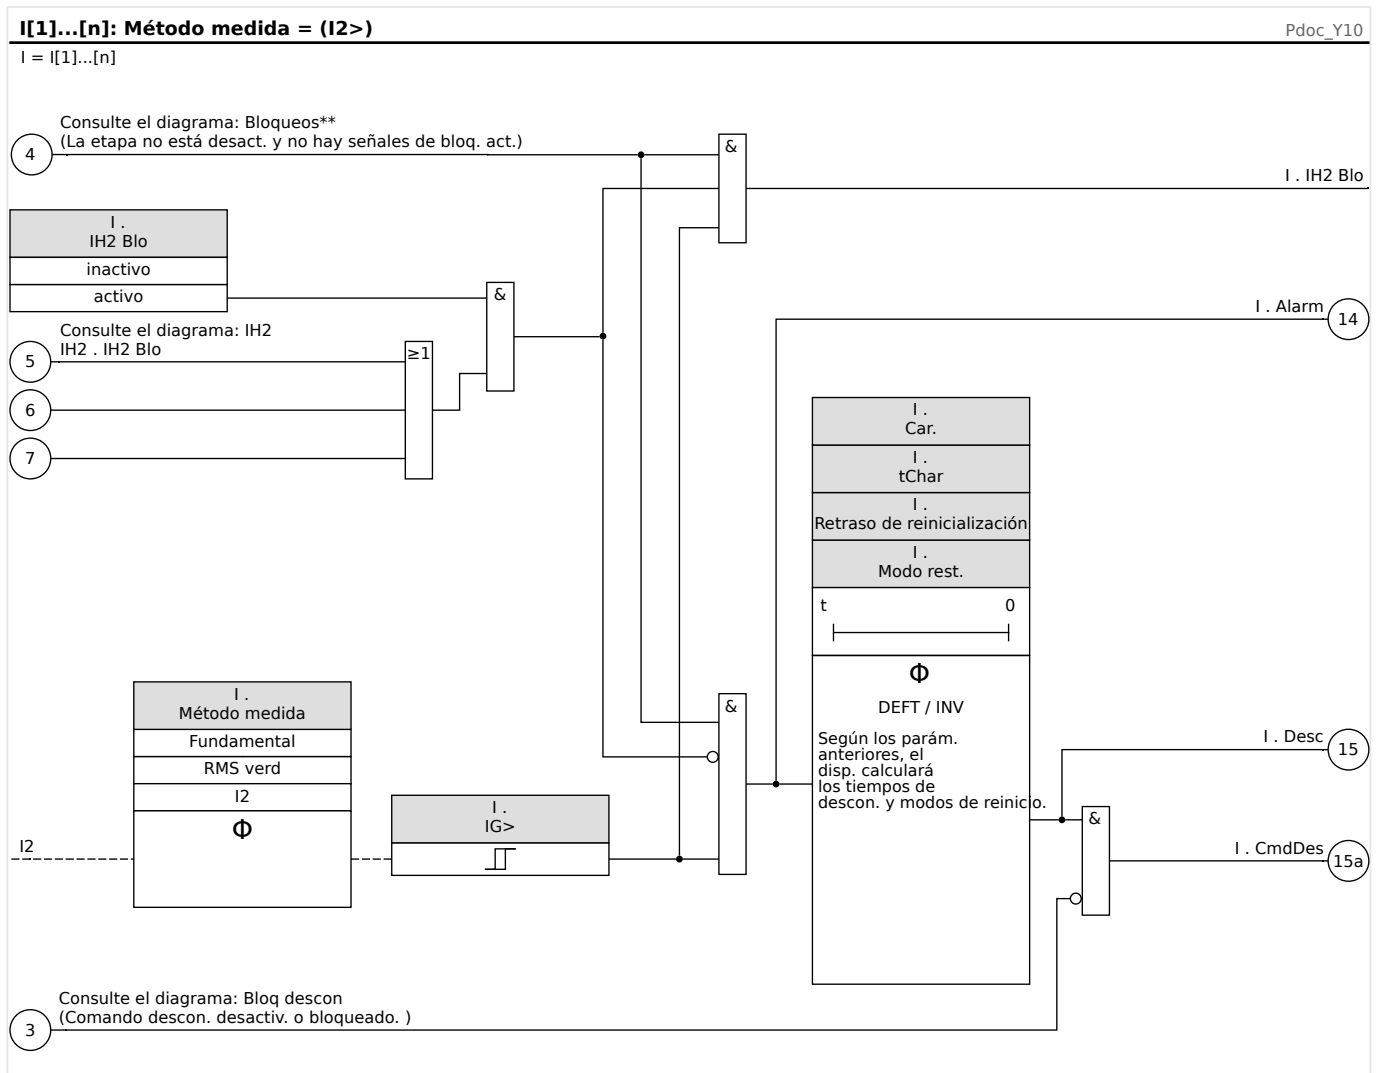 I[1]...[n]: Método medida = (I2>)
Pdoc_Y10
I = I[1]...[n]
Consulte el diagrama: Bloqueos**
(La etapa no está desact. y no hay señales de bloq. act.)
4
&
I . IH2 Blo
I .
IH2 Blo
inactivo
activo
&
I . Alarm
14
Consulte el diagrama: IH2
IH2 . IH2 Blo
5
≥1
6
7
I .
Car.
I .
tChar
I .
Retraso de reinicialización
I .
Modo rest.
t 0
Φ
DEFT / INV
Según los parám.
anteriores, el
disp. calculará
los tiempos de
descon. y modos de reinicio.
I .
Método medida
Fundamental
RMS verd
I2
Φ
I2
I .
IG>
&
I . Desc
15
&
I . CmdDes
15a
Consulte el diagrama: Bloq descon
(Comando descon. desactiv. o bloqueado. )
3